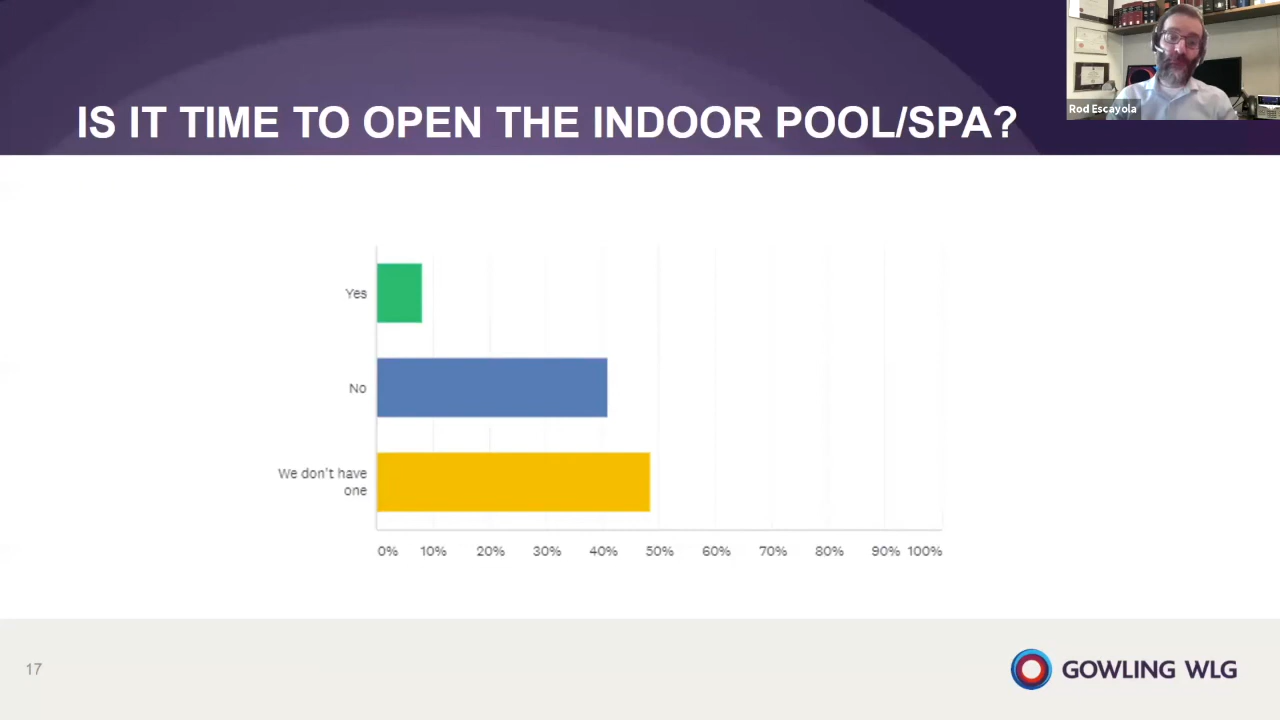 IS IT TIME TO OPEN THE INDOOR POOL/SPA?
Rod Escayola
Yes
No
We don't have
one
0% 10% 20% 30% 40% 50% 60% 70% 80% 90% 100%
17
GOWLING WLG